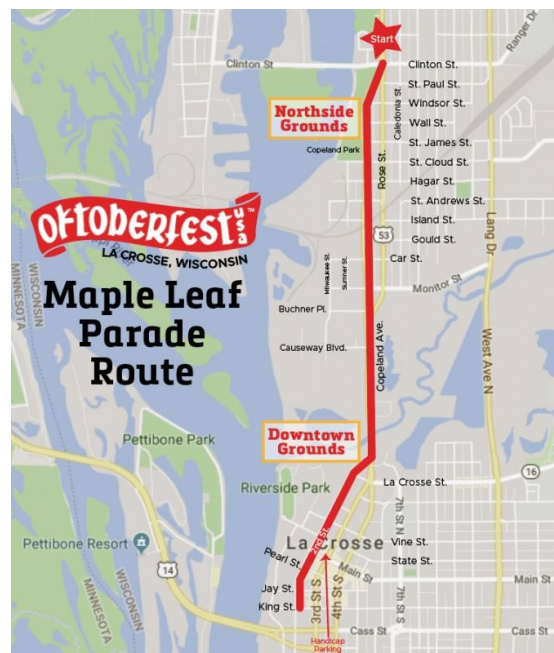 Start
Ranger Dr
Clinton St
Clinton St.
St. Paul St.
Northside
Grounds
Windsor St.
Caledonia St.
Wall St.
Copeland Park
St. James St.
Rose St.
St. Cloud St.
Hagar St.
OKTOBERFEST USA™
LA CROSSE, WISCONSIN
St. Andrews St.
Island St.
Lang Dr
53
Gould St.
Car St.
MINNESOTA
WISCONSIN
Milwaukee St.
Sumner St.
Monitor St
Maple Leaf
Parade
Route
Buchner Pl.
Causeway Blvd.
Copeland Ave.
West Ave N
Downtown
Grounds
Pettibone Park
La Crosse St.
16
Riverside Park
7th St N
2nd St.
La Crosse
Vine St.
Pettibone Resort
Pearl St.
State St.
14
Main St
Main St
Jay St.
King St.
3rd St S
4th St S
7th St S
WISCONSIN
MINNESOTA
Cass St
Cass St
Handicap
Parking